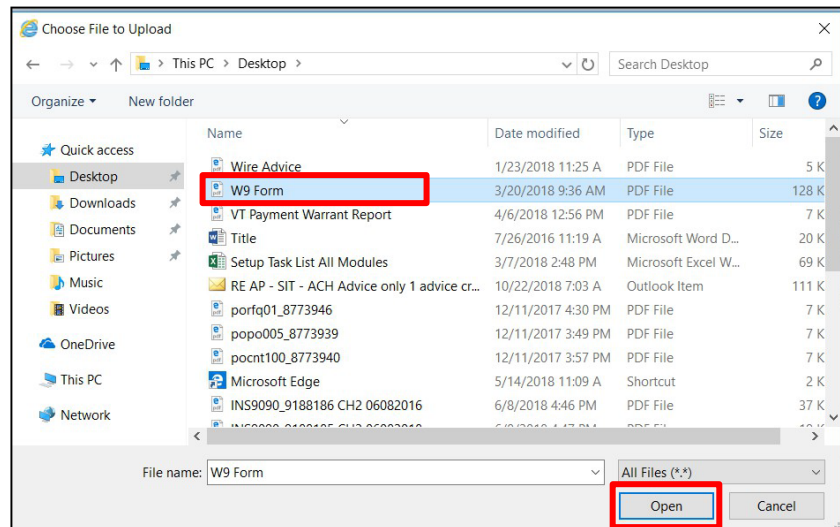 Choose File to Upload
This PC > Desktop >
Search Desktop
Organize
New folder
Name Date modified Type Size
Quick access
Desktop
Downloads
Documents
Pictures
Music
Videos
OneDrive
This PC
Network
Wire Advice 1/23/2018 11:25 A PDF File 5 K
W9 Form 3/20/2018 9:36 AM PDF File 128 K
VT Payment Warrant Report 4/6/2018 12:56 PM PDF File 7 K
Title 7/26/2016 11:19 A Microsoft Word D... 20 K
Setup Task List All Modules 3/7/2018 2:48 PM Microsoft Excel W... 69 K
RE AP - SIT - ACH Advice only 1 advice cr... 10/22/2018 7:03 A Outlook Item 111 K
porfq01_8773946 12/11/2017 4:30 PM PDF File 7 K
popo005_8773939 12/11/2017 3:49 PM PDF File 7 K
pocnt100_8773940 12/11/2017 3:57 PM PDF File 7 K
Microsoft Edge 5/14/2018 11:09 A Shortcut 2 K
INS9090_9188186 CH2 06082016 6/8/2018 4:46 PM PDF File 37 K
File name: W9 Form
All Files (*.*)
Open
Cancel